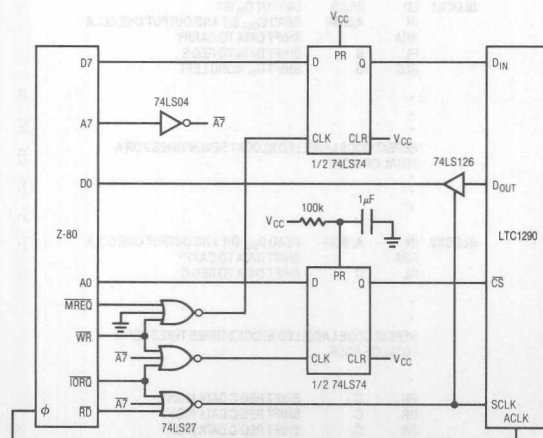 VCC
D7
D
PR
Q
DIN
A7
74LS04
A7
CLK
CLR
VCC
1/2 74LS74
74LS126
D0
DOUT
100k
1µF
VCC
Z-80
LTC1290
A0
D
PR
Q
CS
MREQ
WR
A7
CLK
CLR
VCC
1/2 74LS74
IORQ
A7
SCLK
ϕ
RD
74LS27
ACLK